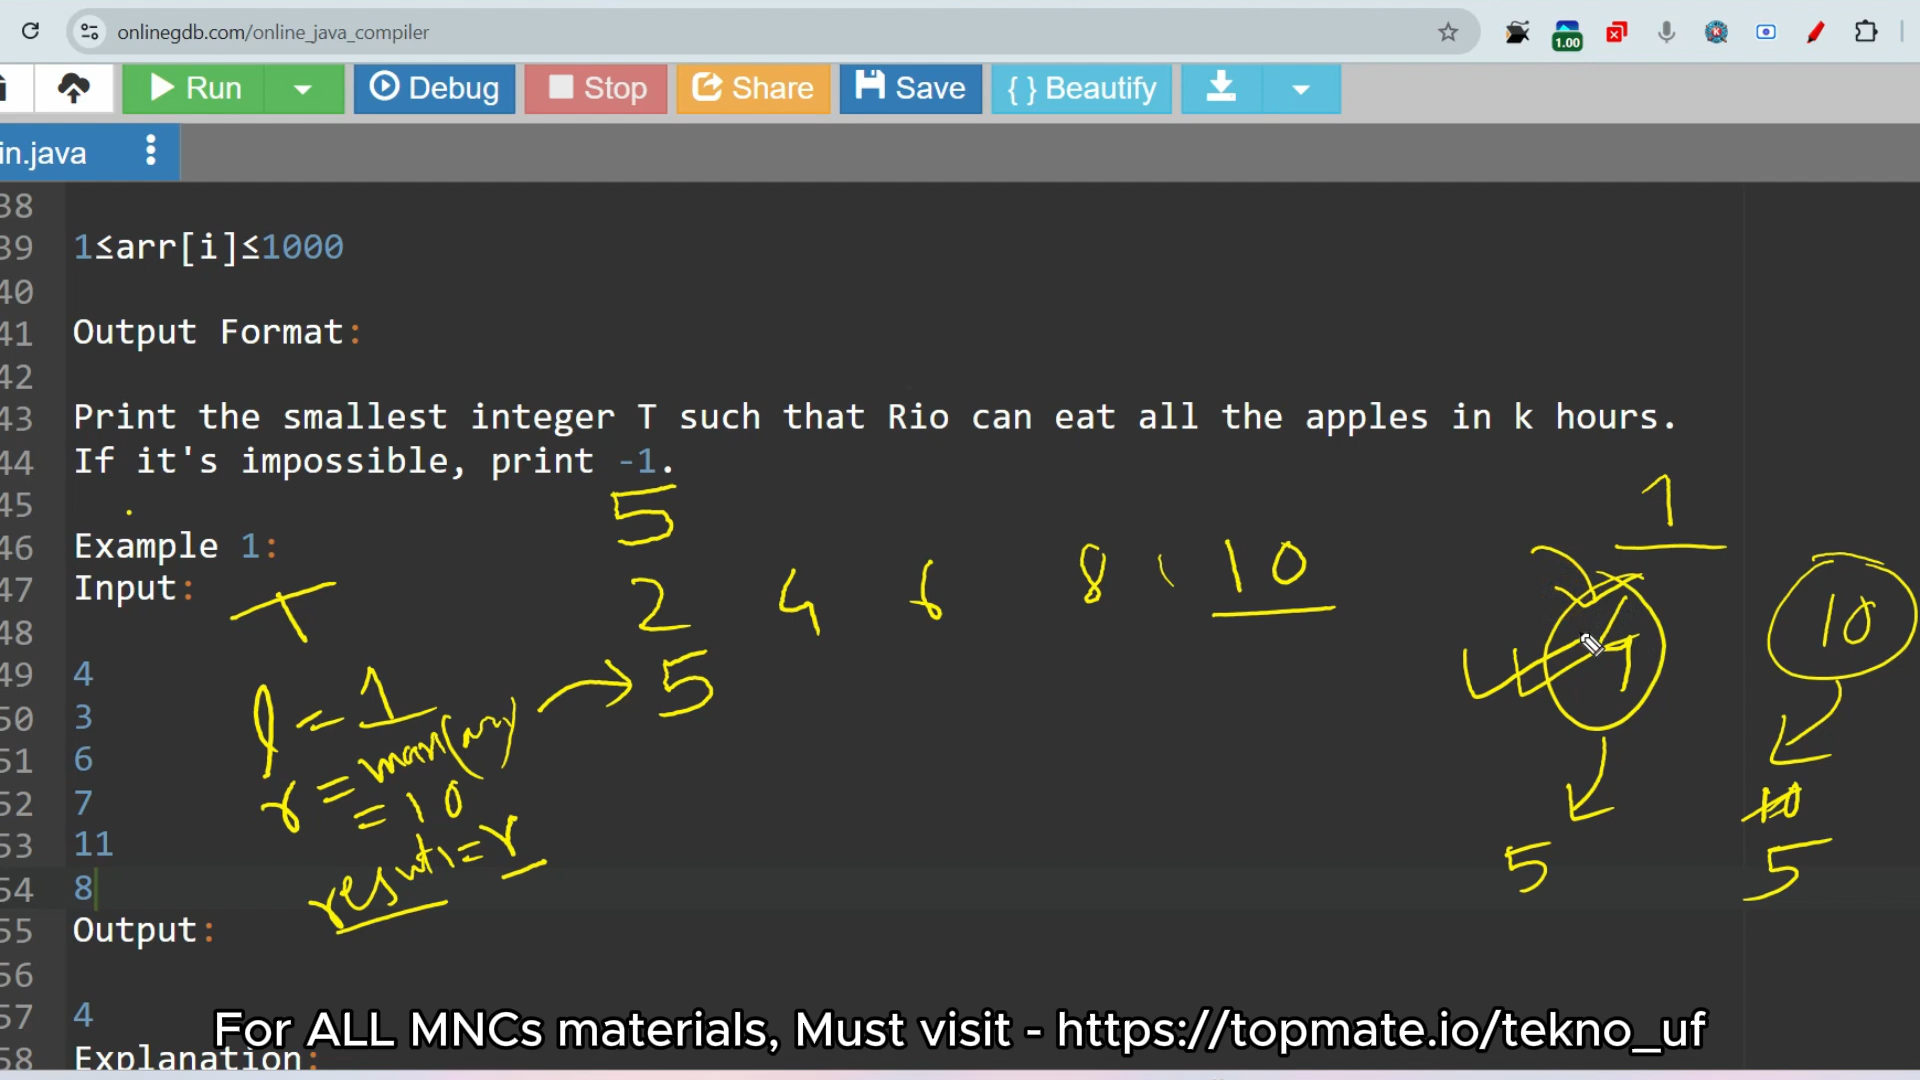 onlinegdb.com/online_java_compiler
1.00
Run Debug Stop Share Save { } Beautify
in.java
38
39 1≤arr[i]≤1000
40
41 Output Format:
42
43 Print the smallest integer T such that Rio can eat all the apples in k hours.
44 If it's impossible, print -1.
45
46 Example 1:
47 Input:
48
49 4
50 3
51 6
52 7
53 11
54 8
55 Output:
56
57 4
58 Explanation:
5
2 4 6 8 10
5
T
l = 1
r = max(arr)
= 10
result = r
1
10
10
5
5
For ALL MNCs materials, Must visit - https://topmate.io/tekno_uf